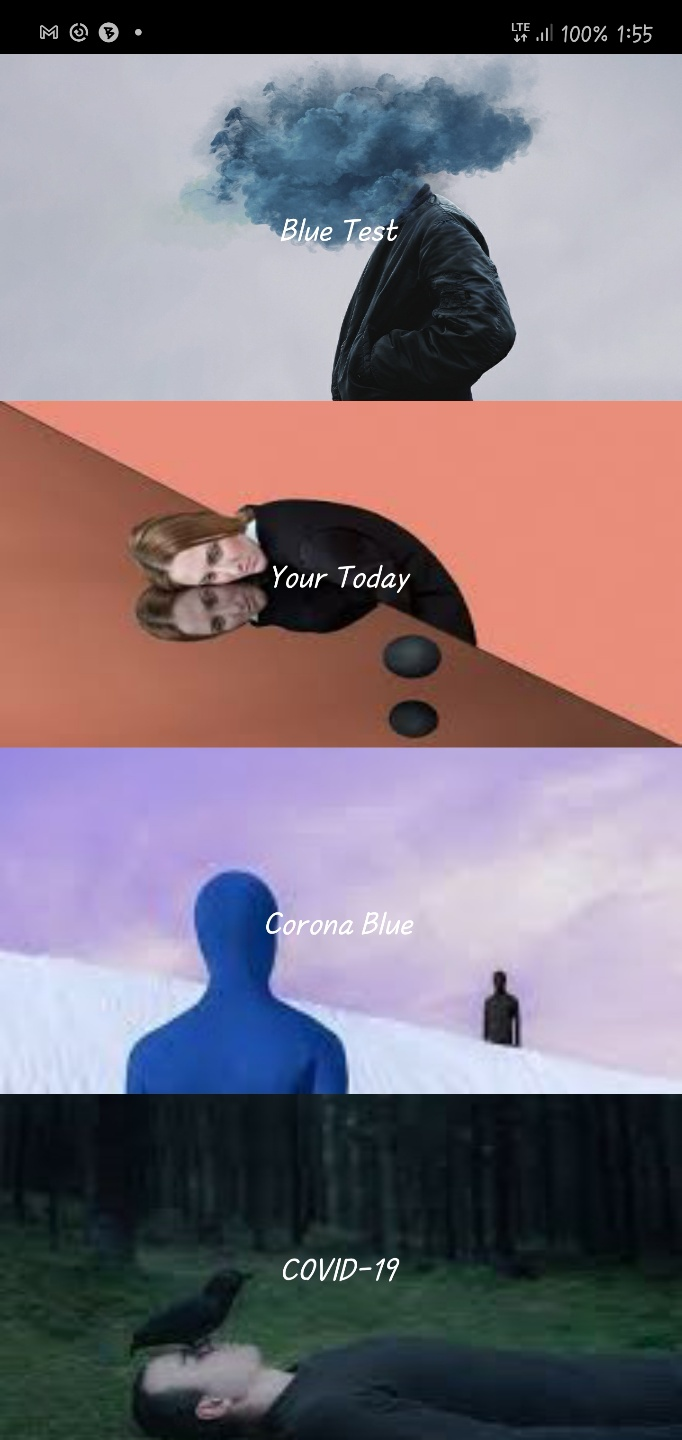 LTE 100% 1:55
Blue Test
Your Today
Corona Blue
COVID-19